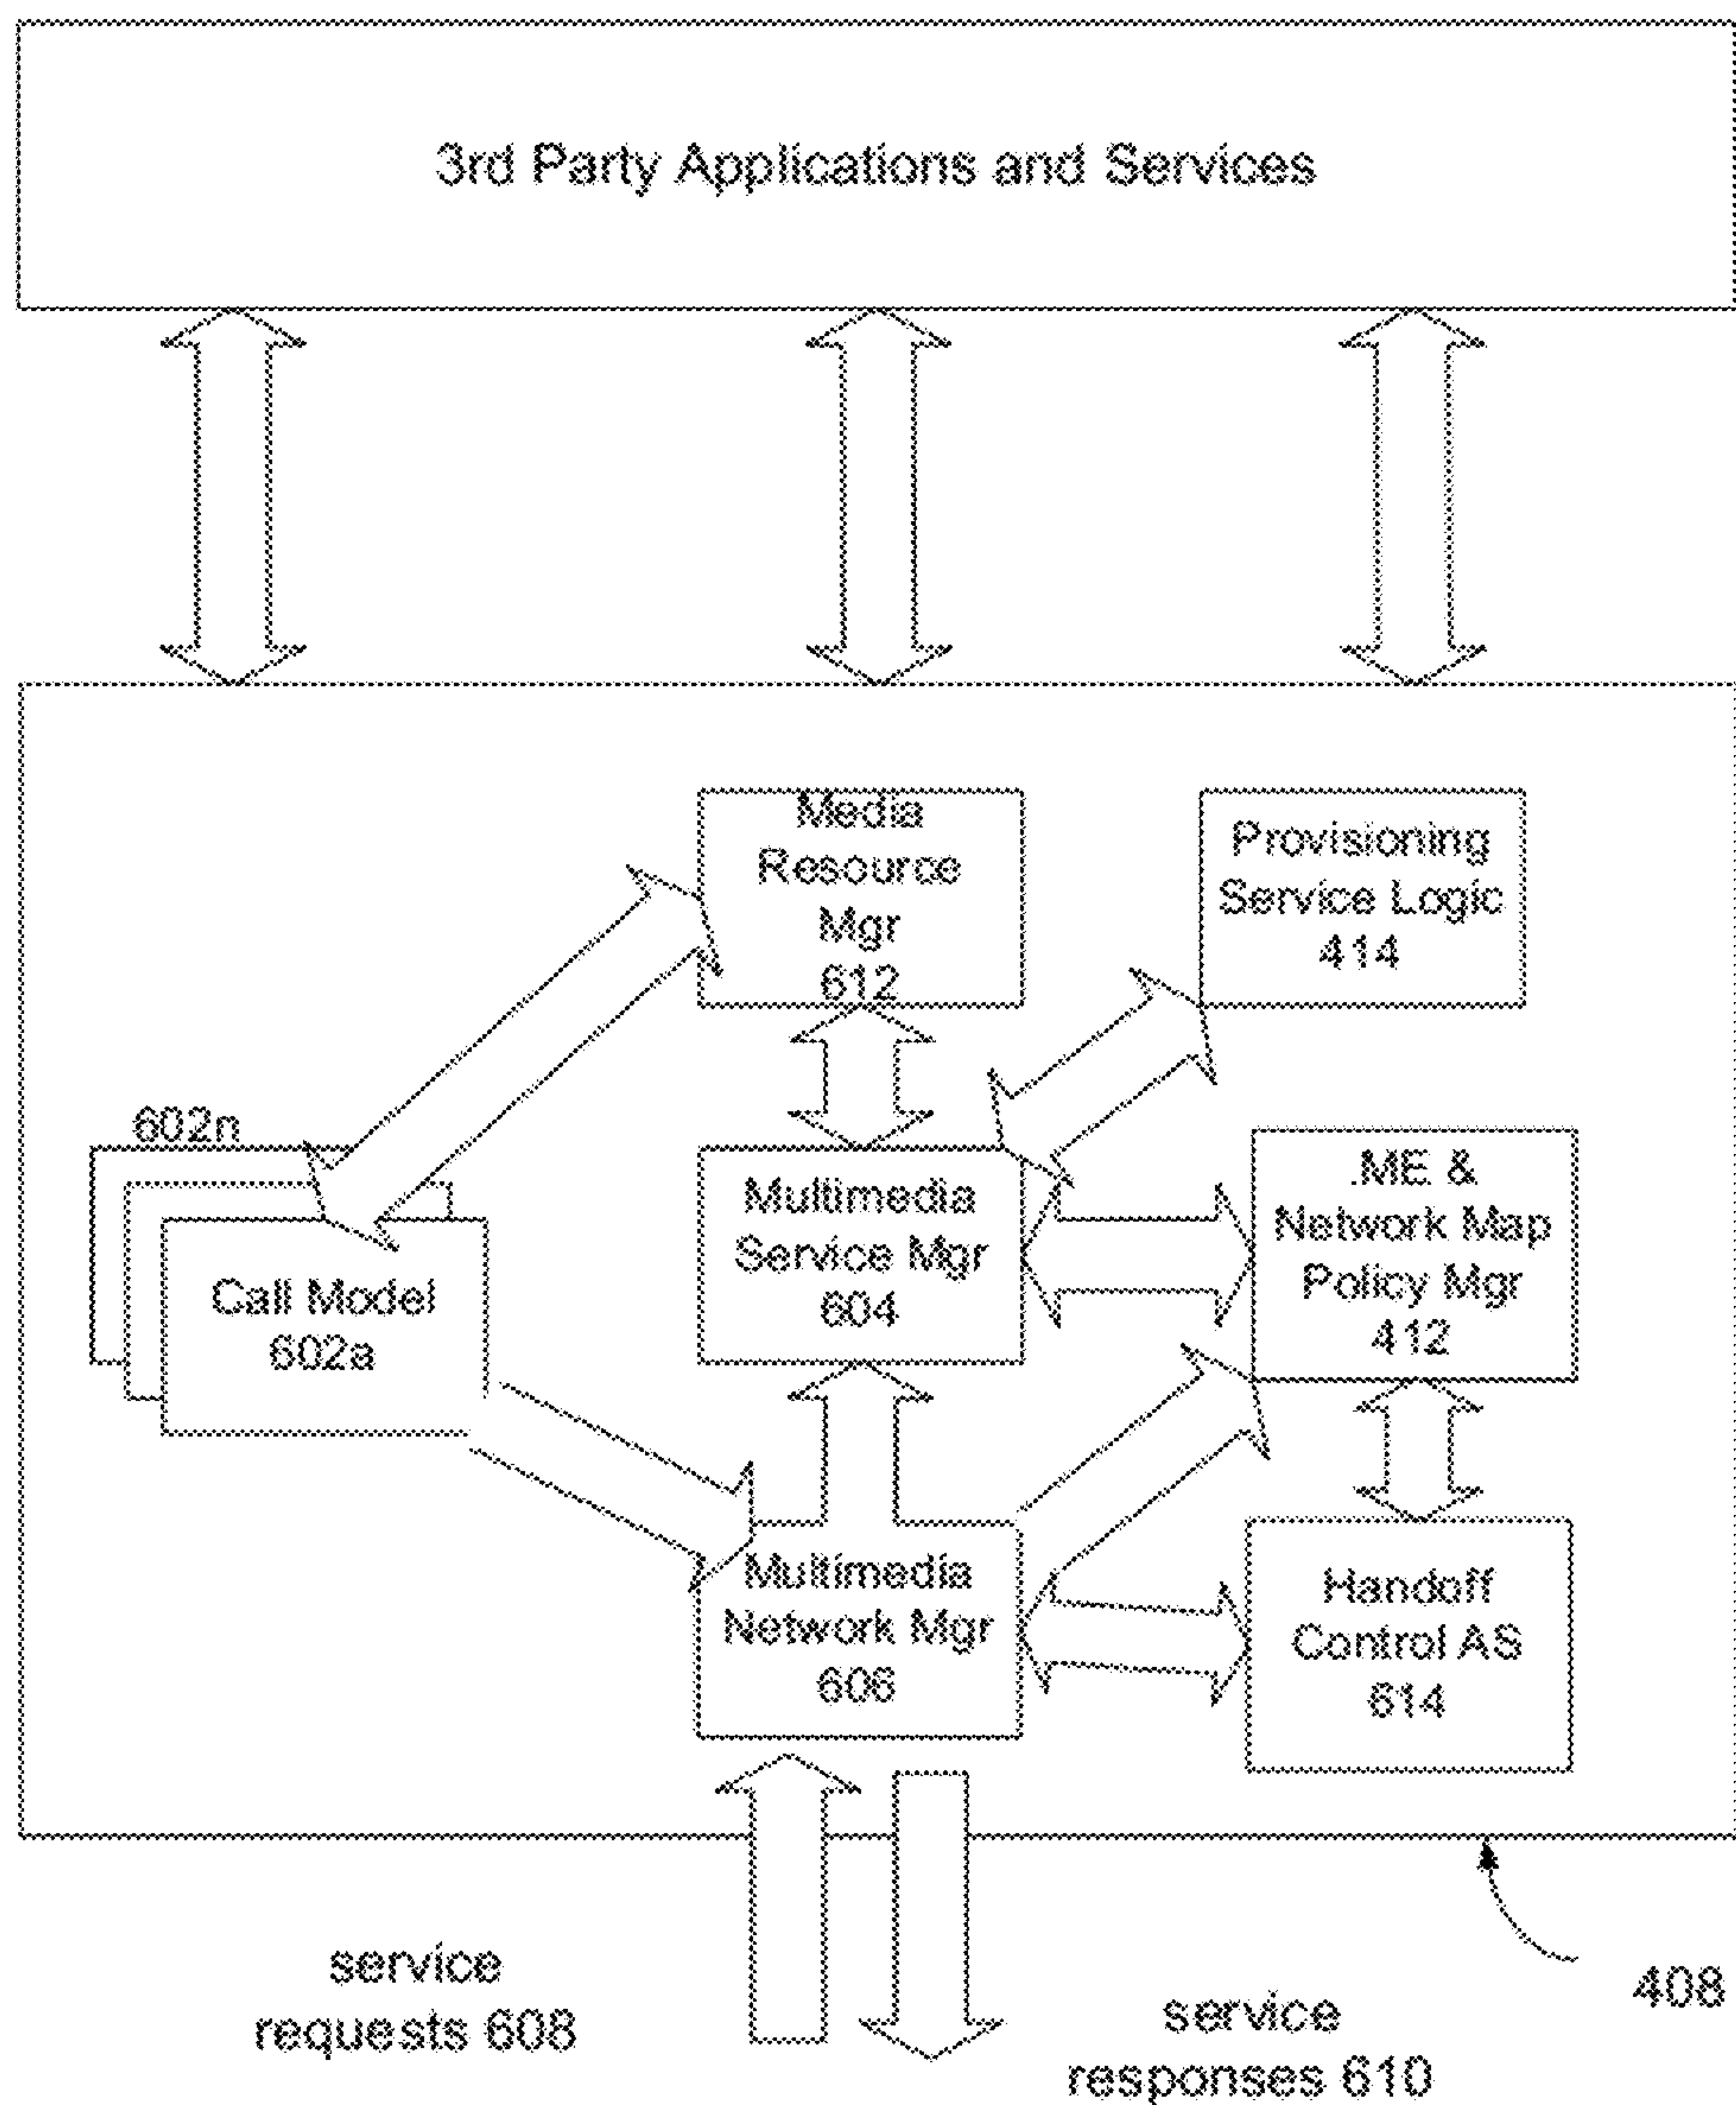 3rd Party Applications and Services
Media
Resource
Mgr
612
Provisioning
Service Logic
414
602n
Call Model
602a
Multimedia
Service Mgr
604
.ME &
Network Map
Policy Mgr
412
Multimedia
Network Mgr
606
Handoff
Control AS
614
service
requests 608
service
responses 610
408